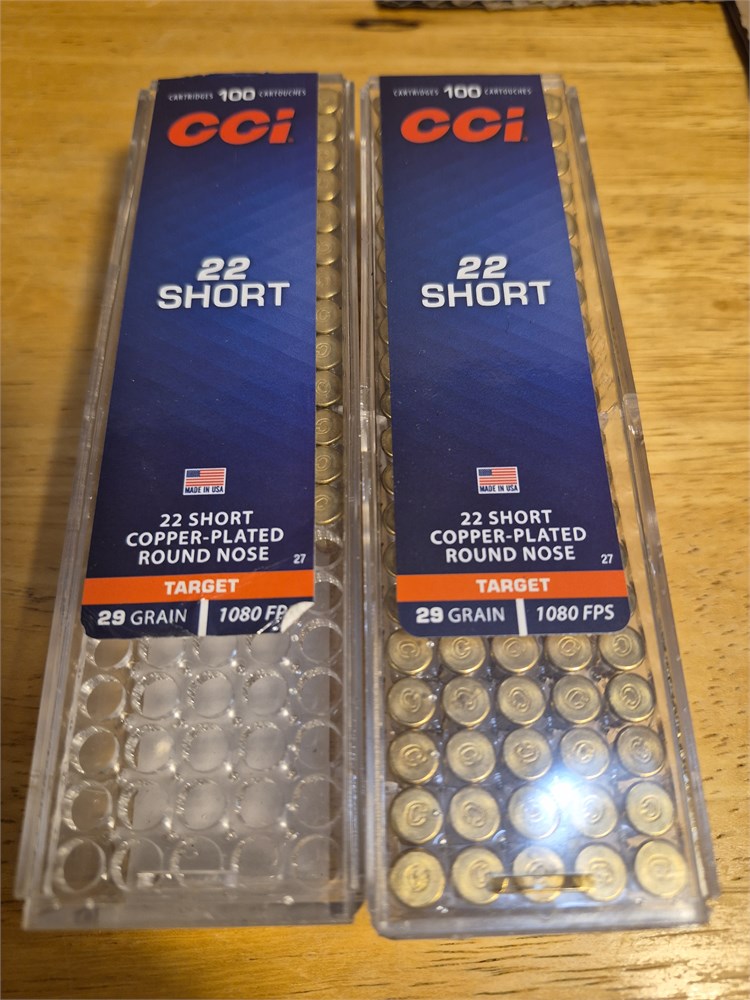 CARTRIDGES 100 CARTOUCHES
CCI
22
SHORT
MADE IN USA
22 SHORT
COPPER-PLATED
ROUND NOSE
27
TARGET
29 GRAIN 1080 FP
CARTRIDGES 100 CARTOUCHES
CCI
22
SHORT
MADE IN USA
22 SHORT
COPPER-PLATED
ROUND NOSE
27
TARGET
29 GRAIN 1080 FPS